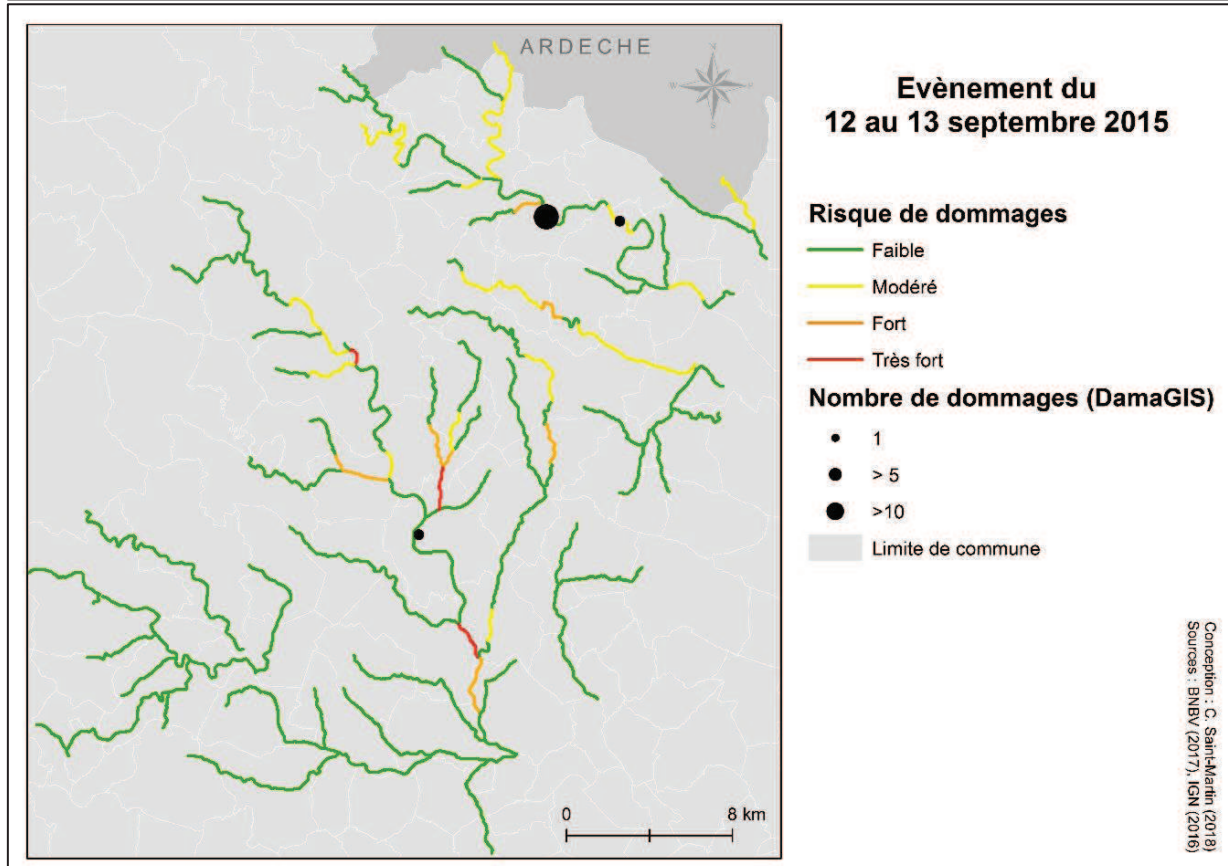 ARDECHE
Evènement du
12 au 13 septembre 2015
Risque de dommages
Faible
Modéré
Fort
Très fort
Nombre de dommages (DamaGIS)
1
> 5
>10
Limite de commune
0 8 km
Conception : C. Saint-Martin (2018)
Sources : BNBV (2017), IGN (2016)